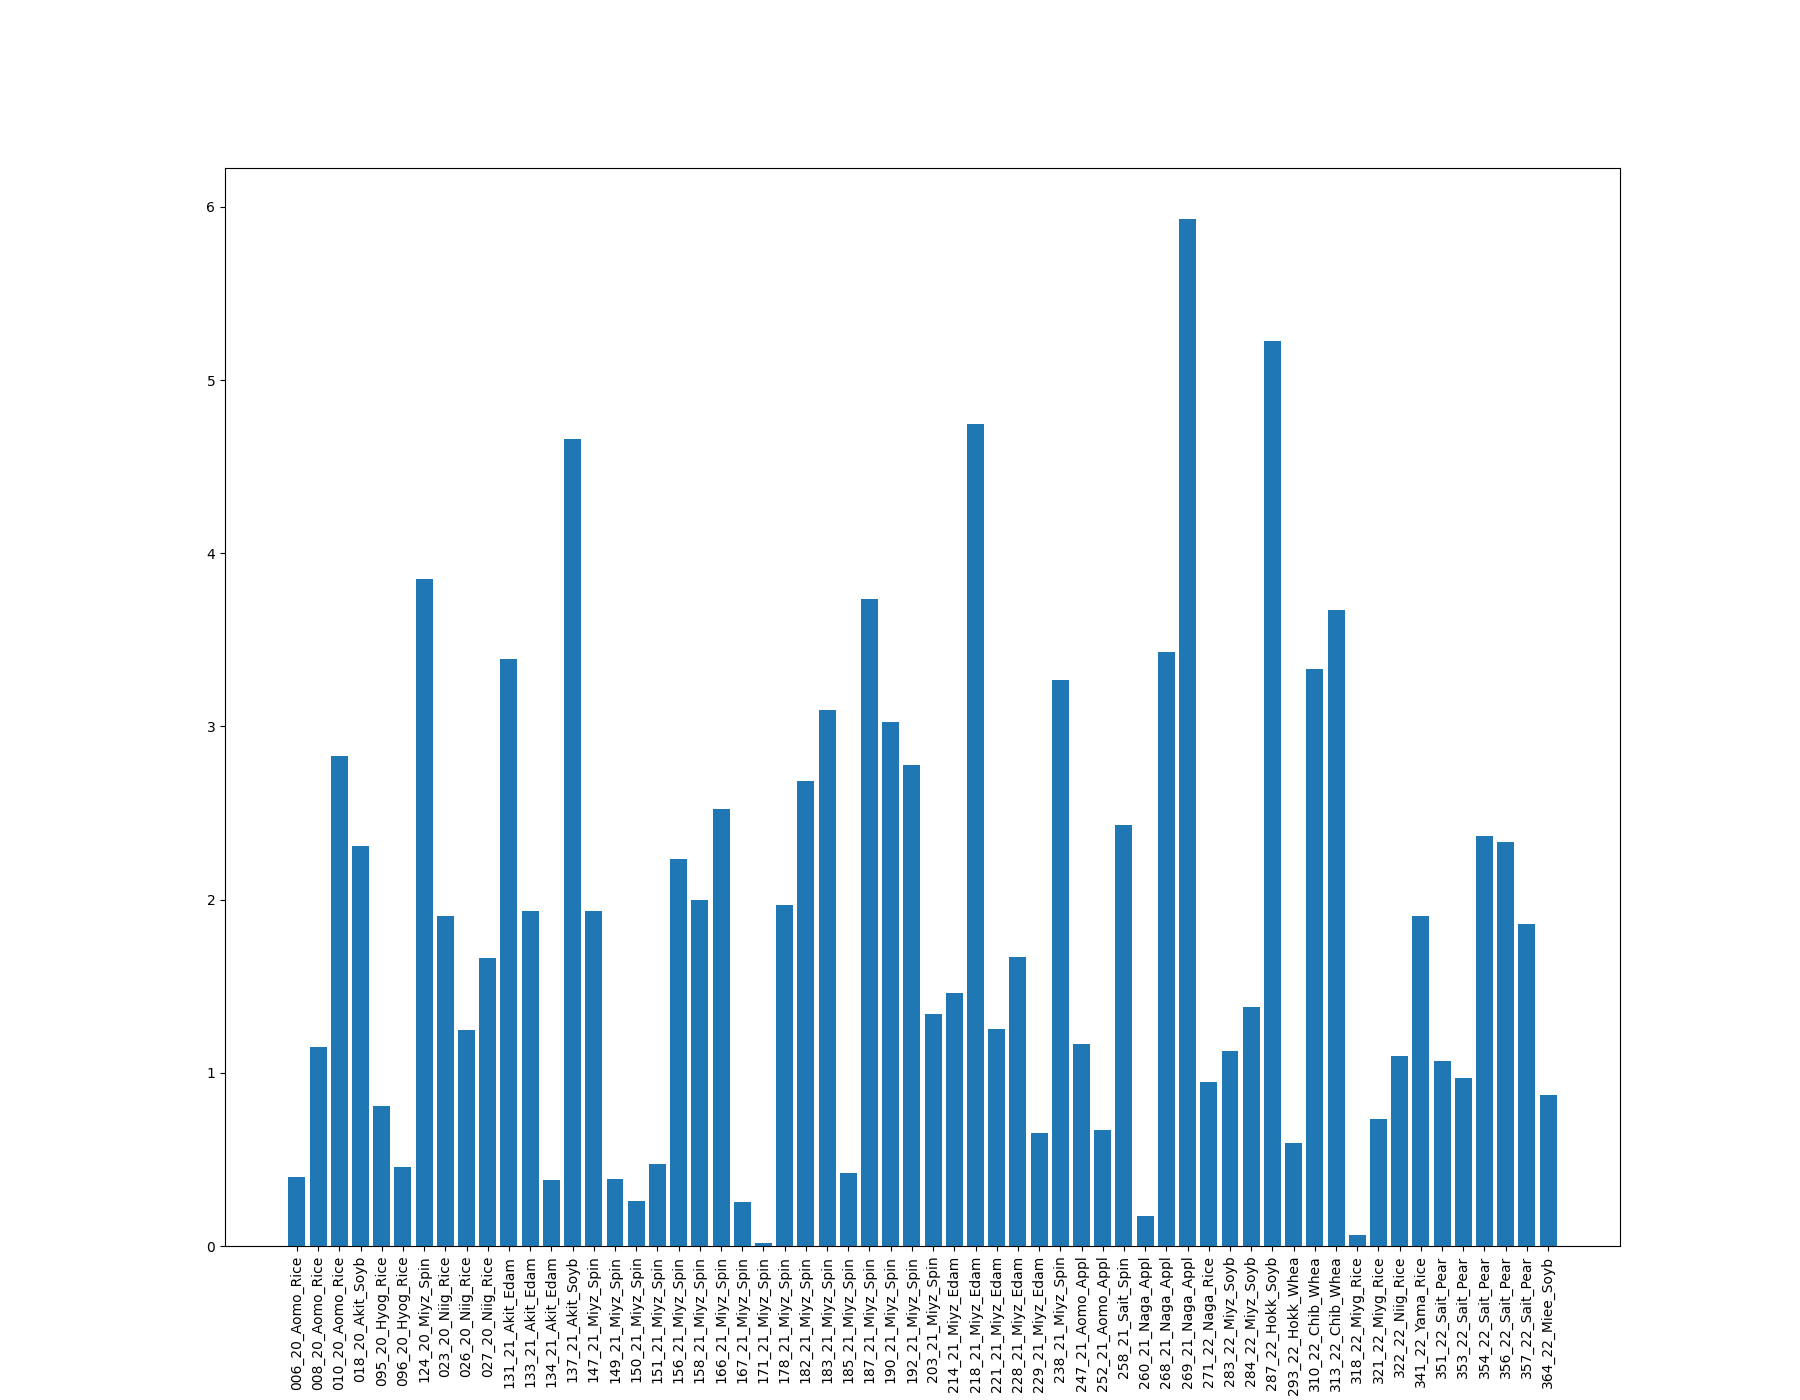 6
5
4
3
2
1
0
006_20_Aomo_Rice
008_20_Aomo_Rice
010_20_Aomo_Rice
018_20_Akit_Soyb
095_20_Hyog_Rice
096_20_Hyog_Rice
124_20_Miyz_Spin
023_20_Niig_Rice
026_20_Niig_Rice
027_20_Niig_Rice
131_21_Akit_Edam
133_21_Akit_Edam
134_21_Akit_Edam
137_21_Akit_Soyb
147_21_Miyz_Spin
149_21_Miyz_Spin
150_21_Miyz_Spin
151_21_Miyz_Spin
156_21_Miyz_Spin
158_21_Miyz_Spin
166_21_Miyz_Spin
167_21_Miyz_Spin
171_21_Miyz_Spin
178_21_Miyz_Spin
182_21_Miyz_Spin
183_21_Miyz_Spin
185_21_Miyz_Spin
187_21_Miyz_Spin
190_21_Miyz_Spin
192_21_Miyz_Spin
203_21_Miyz_Spin
214_21_Miyz_Edam
218_21_Miyz_Edam
221_21_Miyz_Edam
228_21_Miyz_Edam
229_21_Miyz_Edam
238_21_Miyz_Spin
247_21_Aomo_Appl
252_21_Aomo_Appl
258_21_Sait_Spin
260_21_Naga_Appl
268_21_Naga_Appl
269_21_Naga_Appl
271_22_Naga_Rice
283_22_Miyz_Soyb
284_22_Miyz_Soyb
287_22_Hokk_Soyb
293_22_Hokk_Whea
310_22_Chib_Whea
313_22_Chib_Whea
318_22_Miyg_Rice
321_22_Miyg_Rice
322_22_Niig_Rice
341_22_Yama_Rice
351_22_Sait_Pear
353_22_Sait_Pear
354_22_Sait_Pear
356_22_Sait_Pear
357_22_Sait_Pear
364_22_Miee_Soyb